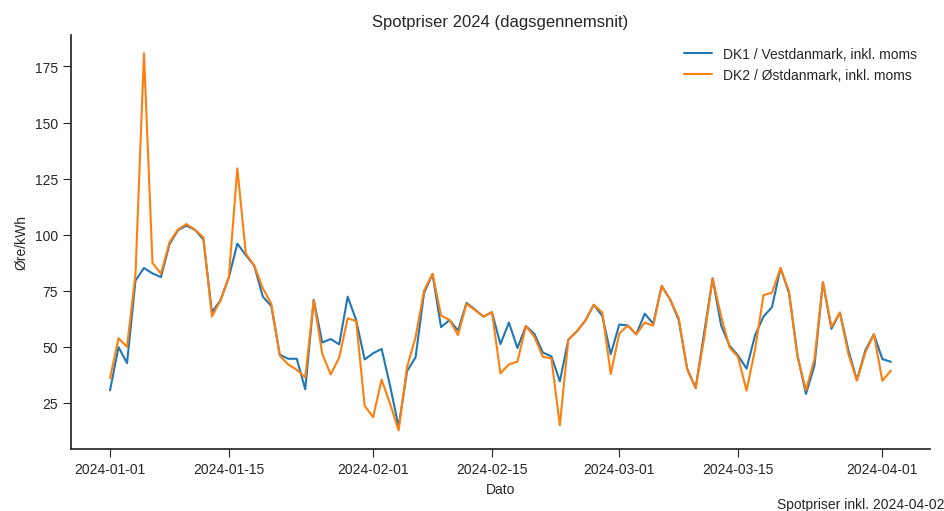 Spotpriser 2024 (dagsgennemsnit)
DK1 / Vestdanmark, inkl. moms
DK2 / Østdanmark, inkl. moms
Øre/kWh
175
150
125
100
75
50
25
2024-01-01
2024-01-15
2024-02-01
2024-02-15
2024-03-01
2024-03-15
2024-04-01
Dato
Spotpriser inkl. 2024-04-02